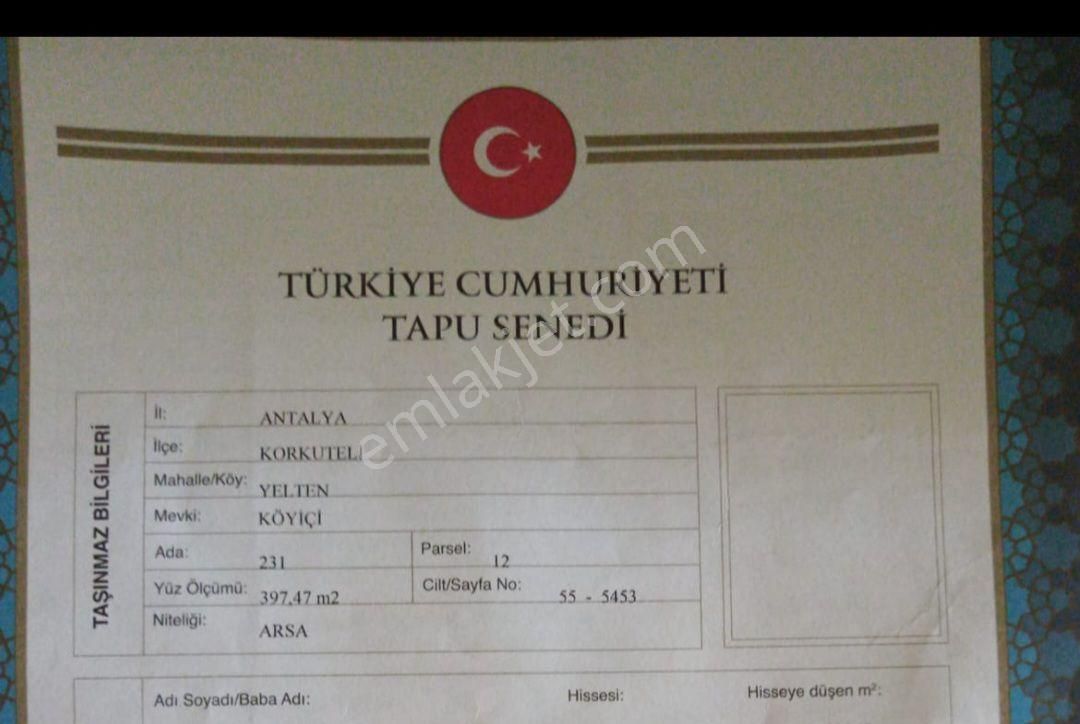 TÜRKİYE CUMHURİYETİ
TAPU SENEDİ
emlakjet.com
TAŞINMAZ BİLGİLERİ
İl: ANTALYA
İlçe: KORKUTELİ
Mahalle/Köy: YELTEN
Mevki: KÖYİÇİ
Ada: 231 Parsel: 12
Yüz Ölçümü: 397,47 m2 Cilt/Sayfa No: 55 - 5453
Niteliği: ARSA
Adı Soyadı/Baba Adı: Hissesi: Hisseye düşen m²: